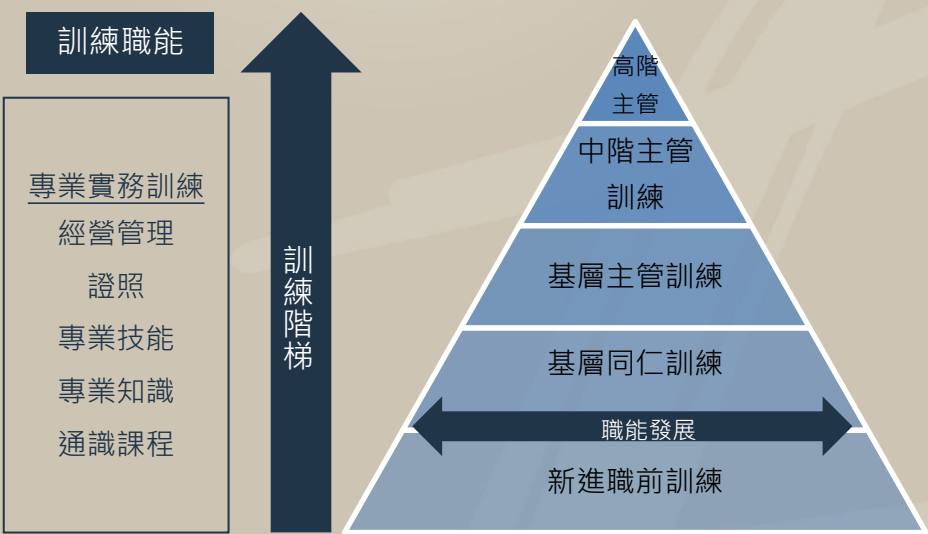 訓練職能
專業實務訓練
經營管理
證照
專業技能
專業知識
通識課程
訓練階梯
高階
主管
中階主管
訓練
基層主管訓練
基層同仁訓練
職能發展
新進職前訓練